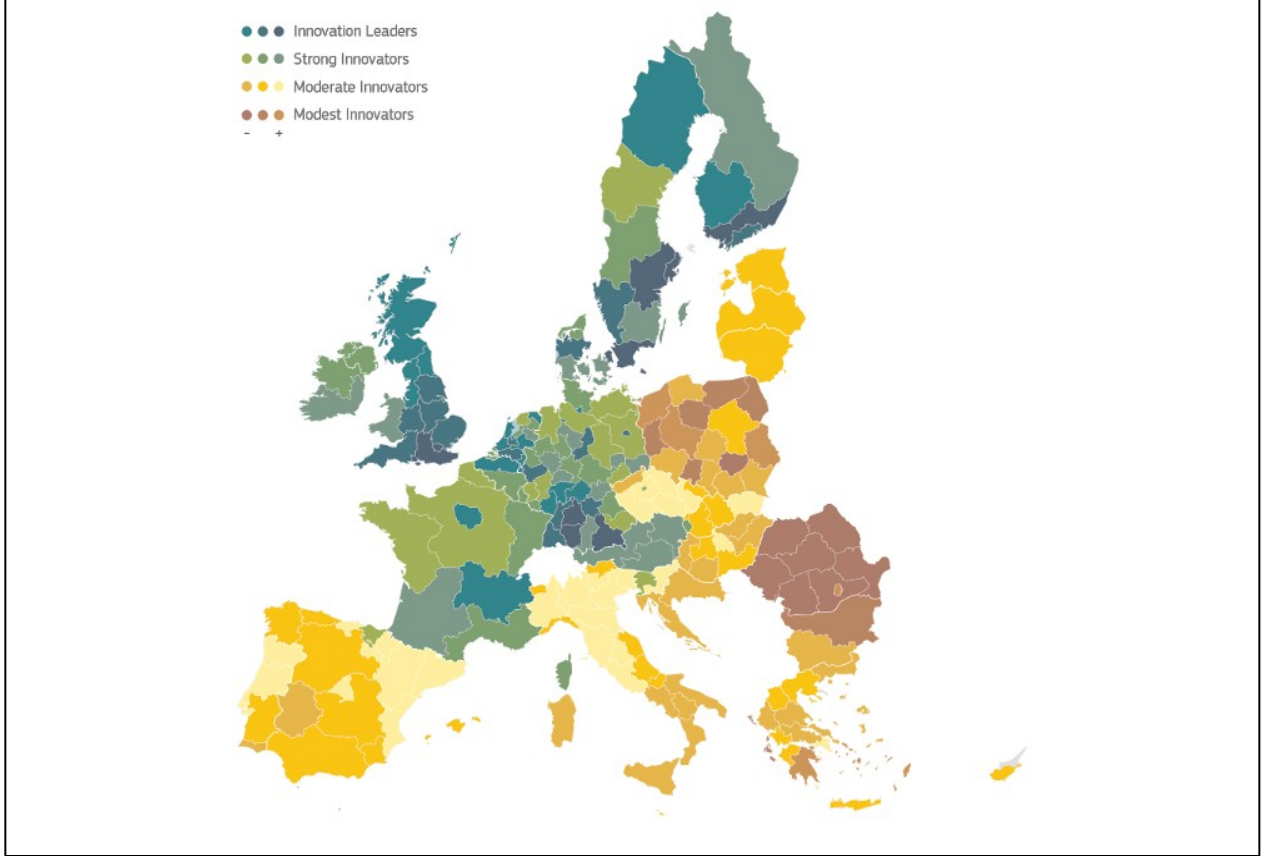 Innovation Leaders
Strong Innovators
Moderate Innovators
Modest Innovators
- +